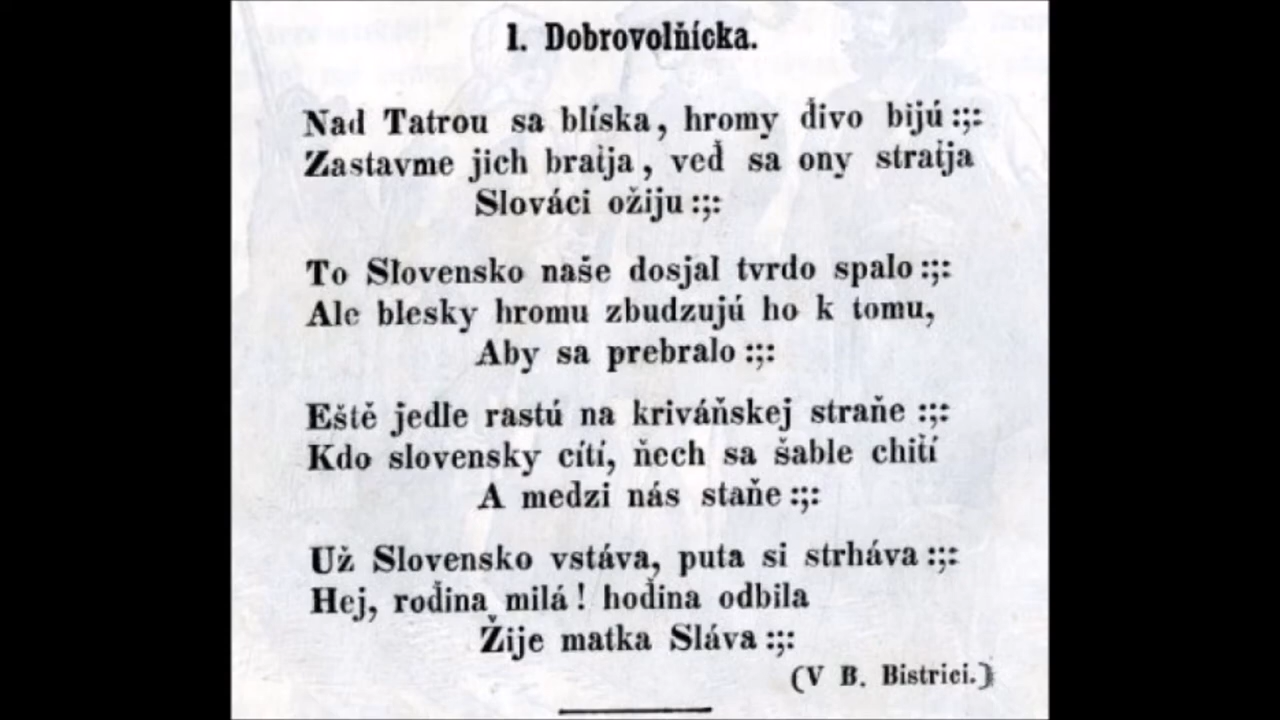 1. Dobrovolňícka.
Nad Tatrou sa blíska, hromy ďivo bijú :;:
Zastavme jich braťja, veď sa ony straťja
Slováci ožiju :;:
To Slovensko naše dosjal tvrdo spalo :;:
Ale blesky hromu zbudzujú ho k tomu,
Aby sa prebralo :;:
Eště jedle rastú na kriváňskej straňe :;:
Kdo slovensky cítí, ňech sa šable chiťí
A medzi nás staňe :;:
Už Slovensko vstáva, puta si strháva :;:
Hej, roďina milá! hoďina odbila
Žije matka Sláva :;:
(V B. Bistrici.)